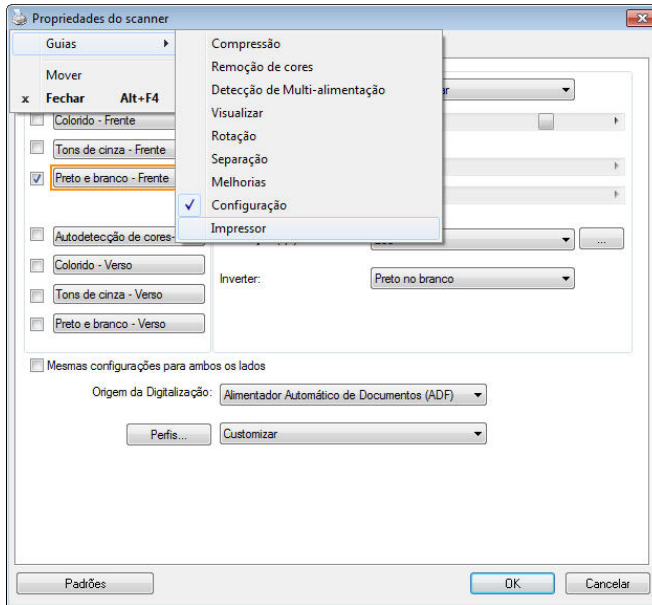 Propriedades do scanner
Guias
Mover
x Fechar Alt+F4
Compressão
Remoção de cores
Detecção de Multi-alimentação
Visualizar
Rotação
Separação
Melhorias
Configuração
Impressor
Colorido - Frente
Tons de cinza - Frente
Preto e branco - Frente
Autodetecção de cores-
Colorido - Verso
Tons de cinza - Verso
Preto e branco - Verso
...
Inverter: Preto no branco
Mesmas configurações para ambos os lados
Origem da Digitalização: Alimentador Automático de Documentos (ADF)
Perfis... Customizar
Padrões OK Cancelar